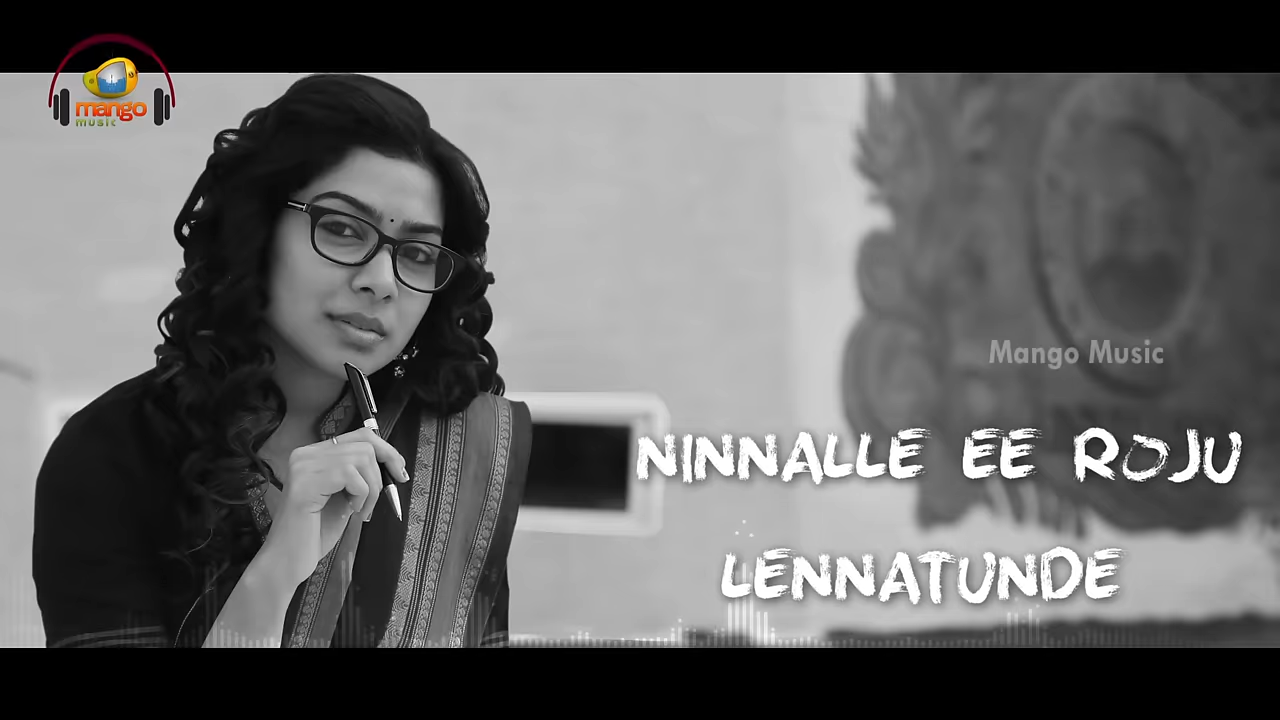 mango
music
Mango Music
NINNALLE EE ROJU
LENNATUNDE